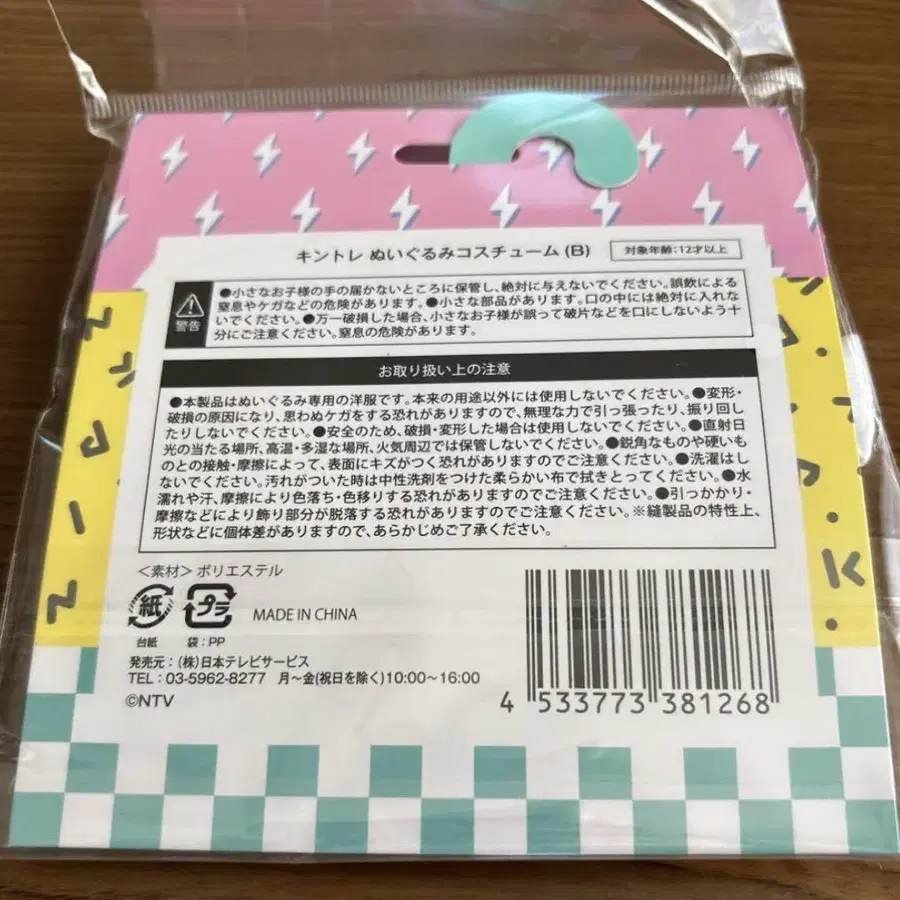 キントレ ぬいぐるみコスチューム (B)
対象年齢:12才以上
警告
●小さなお子様の手の届かないところに保管し、絶対に与えないでください。誤飲による
窒息やケガなどの危険があります。●小さな部品があります。口の中には絶対に入れな
いでください。●万一破損した場合、小さなお子様が誤って破片などを口にしないよう十
分にご注意ください。窒息の危険があります。
お取り扱い上の注意
●本製品はぬいぐるみ専用の洋服です。本来の用途以外には使用しないでください。●変形・
破損の原因になり、思わぬケガをする恐れがありますので、無理な力で引っ張ったり、振り回し
たりしないでください。●安全のため、破損・変形した場合は使用しないでください。●直射日
光の当たる場所、高温・多湿な場所、火気周辺では保管しないでください。●鋭角なものや硬いも
のとの接触・摩擦によって、表面にキズがつく恐れがありますのでご注意ください。●洗濯はし
ないでください。汚れがついた時は中性洗剤をつけた柔らかい布で拭きとってください。●水
濡れや汗、摩擦により色落ち・色移りする恐れがありますのでご注意ください。●引っかかり・
摩擦などにより飾り部分が脱落する恐れがありますのでご注意ください。※縫製品の特性上、
形状などに個体差がありますので、あらかじめご了承ください。
＜素材＞ポリエステル
紙 プラ MADE IN CHINA
台紙 袋:PP
発売元:(株)日本テレビサービス
TEL:03-5962-8277 月〜金(祝日を除く)10:00〜16:00
©NTV
4 533773 381268